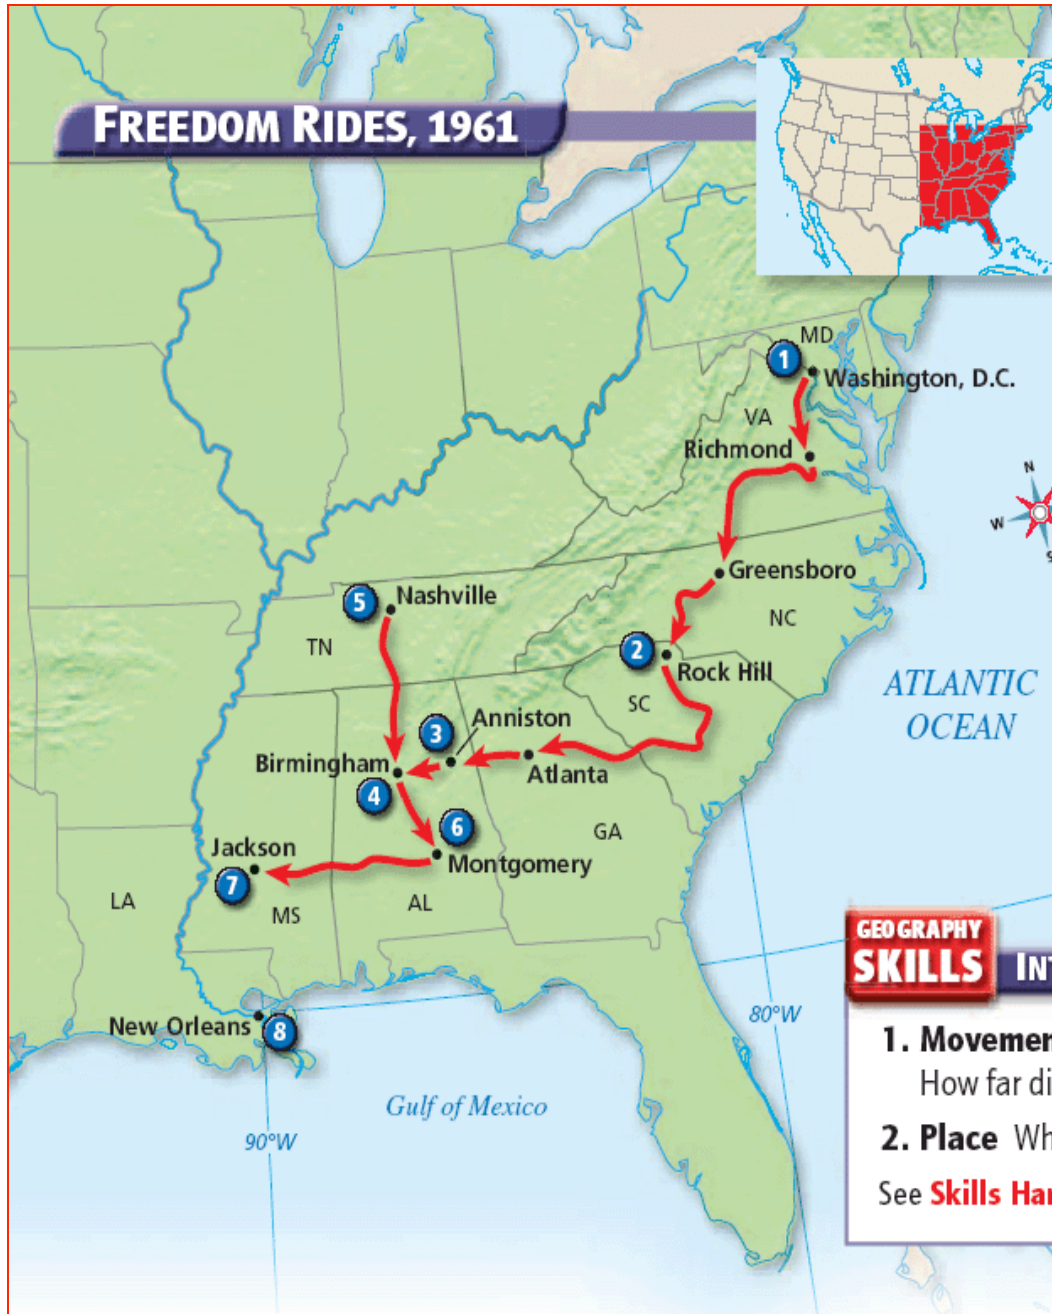 FREEDOM RIDES, 1961
MD
1
Washington, D.C.
VA
Richmond
N
W
S
Greensboro
5
Nashville
NC
TN
2
Rock Hill
SC
ATLANTIC
OCEAN
3
Anniston
Birmingham
Atlanta
4
6
GA
Jackson
Montgomery
7
LA
MS
AL
GEOGRAPHY
SKILLS
INT
New Orleans
8
80°W
1. Movemen
How far di
Gulf of Mexico
90°W
2. Place Wh
See Skills Han